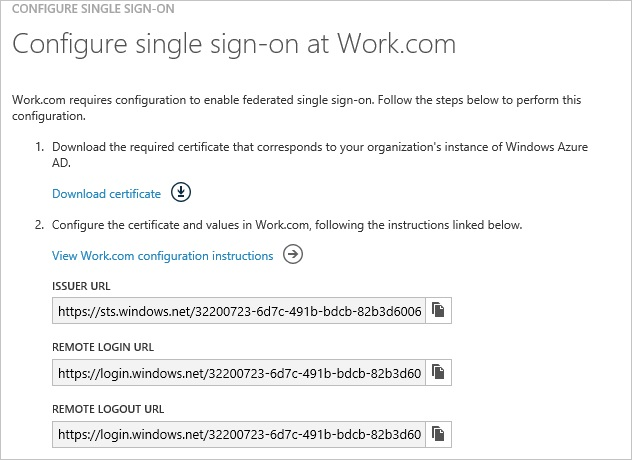 CONFIGURE SINGLE SIGN-ON
Configure single sign-on at Work.com
Work.com requires configuration to enable federated single sign-on. Follow the steps below to perform this
configuration.
1. Download the required certificate that corresponds to your organization's instance of Windows Azure
AD.
Download certificate
2. Configure the certificate and values in Work.com, following the instructions linked below.
View Work.com configuration instructions
ISSUER URL
https://sts.windows.net/32200723-6d7c-491b-bdcb-82b3d6006
REMOTE LOGIN URL
https://login.windows.net/32200723-6d7c-491b-bdcb-82b3d60
REMOTE LOGOUT URL
https://login.windows.net/32200723-6d7c-491b-bdcb-82b3d60